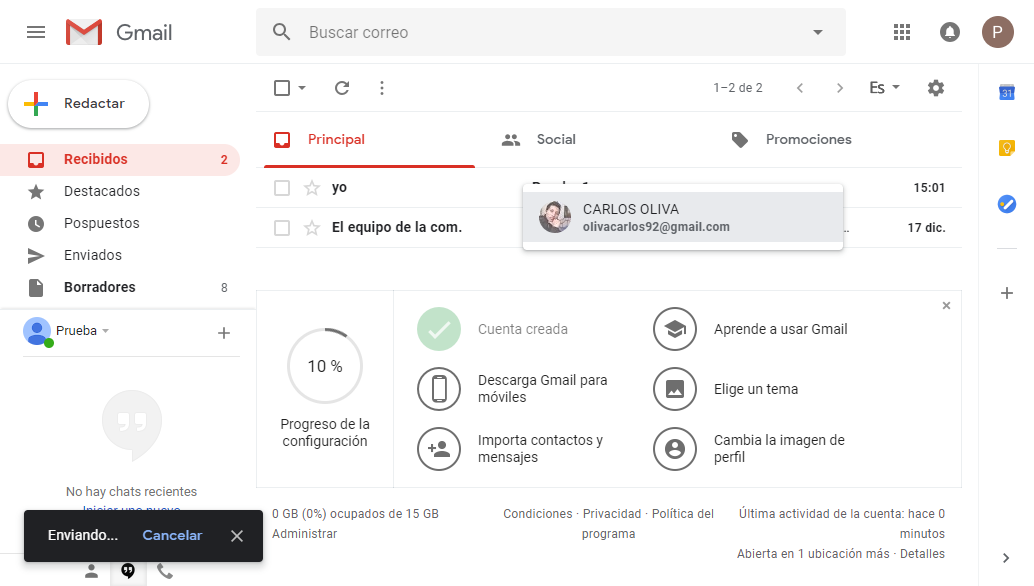 Gmail
Buscar correo
P
Redactar
1–2 de 2
Es
31
Recibidos 2
Destacados
Pospuestos
Enviados
Borradores 8
Prueba
No hay chats recientes
Iniciar uno nuevo
Enviando... Cancelar
Principal
Social
Promociones
yo
15:01
El equipo de la com.
17 dic.
CARLOS OLIVA
olivacarlos92@gmail.com
10 %
Progreso de la
configuración
Cuenta creada
Aprende a usar Gmail
Descarga Gmail para
móviles
Elige un tema
Importa contactos y
mensajes
Cambia la imagen de
perfil
0 GB (0%) ocupados de 15 GB
Administrar
Condiciones · Privacidad · Política del
programa
Última actividad de la cuenta: hace 0
minutos
Abierta en 1 ubicación más · Detalles